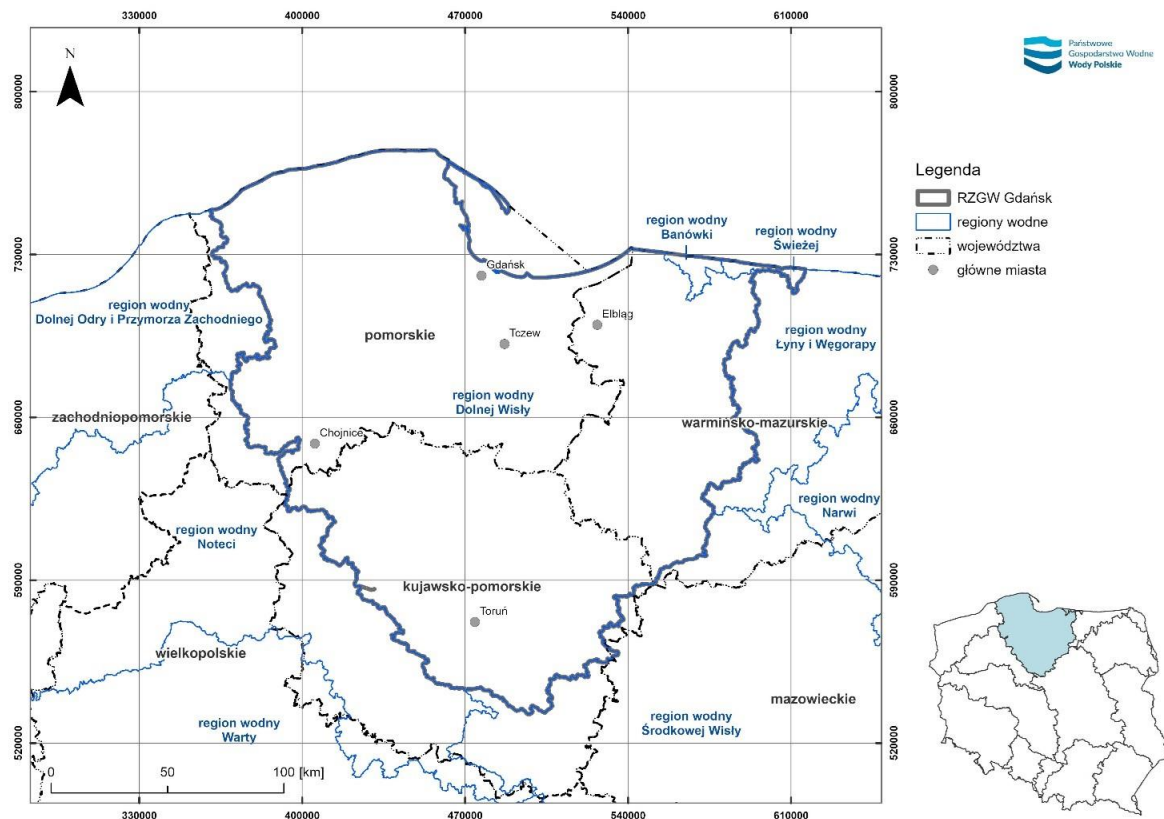 330000 400000 470000 540000 610000
N
Państwowe
Gospodarstwo Wodne
Wody Polskie
800000 800000
Legenda
RZGW Gdańsk
regiony wodne
województwa
główne miasta
region wodny
Banówki
region wodny
Świeżej
730000 730000
Gdańsk
region wodny
Dolnej Odry i Przymorza Zachodniego
pomorskie
Tczew
Elbląg
region wodny
Łyny i Węgorapy
region wodny
Dolnej Wisły
zachodniopomorskie
660000 660000
warmińsko-mazurskie
Chojnice
region wodny
Narwi
region wodny
Noteci
590000 590000
kujawsko-pomorskie
Toruń
wielkopolskie
mazowieckie
region wodny
Warty
region wodny
Środkowej Wisły
520000 520000
0 50 100 [km]
330000 400000 470000 540000 610000